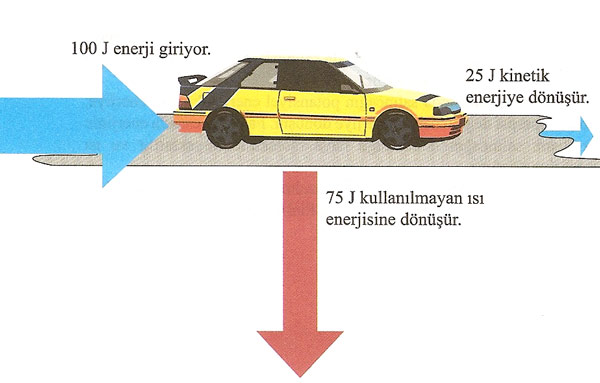 100 J enerji giriyor.
25 J kinetik
enerjiye dönüşür.
75 J kullanılmayan ısı
enerjisine dönüşür.